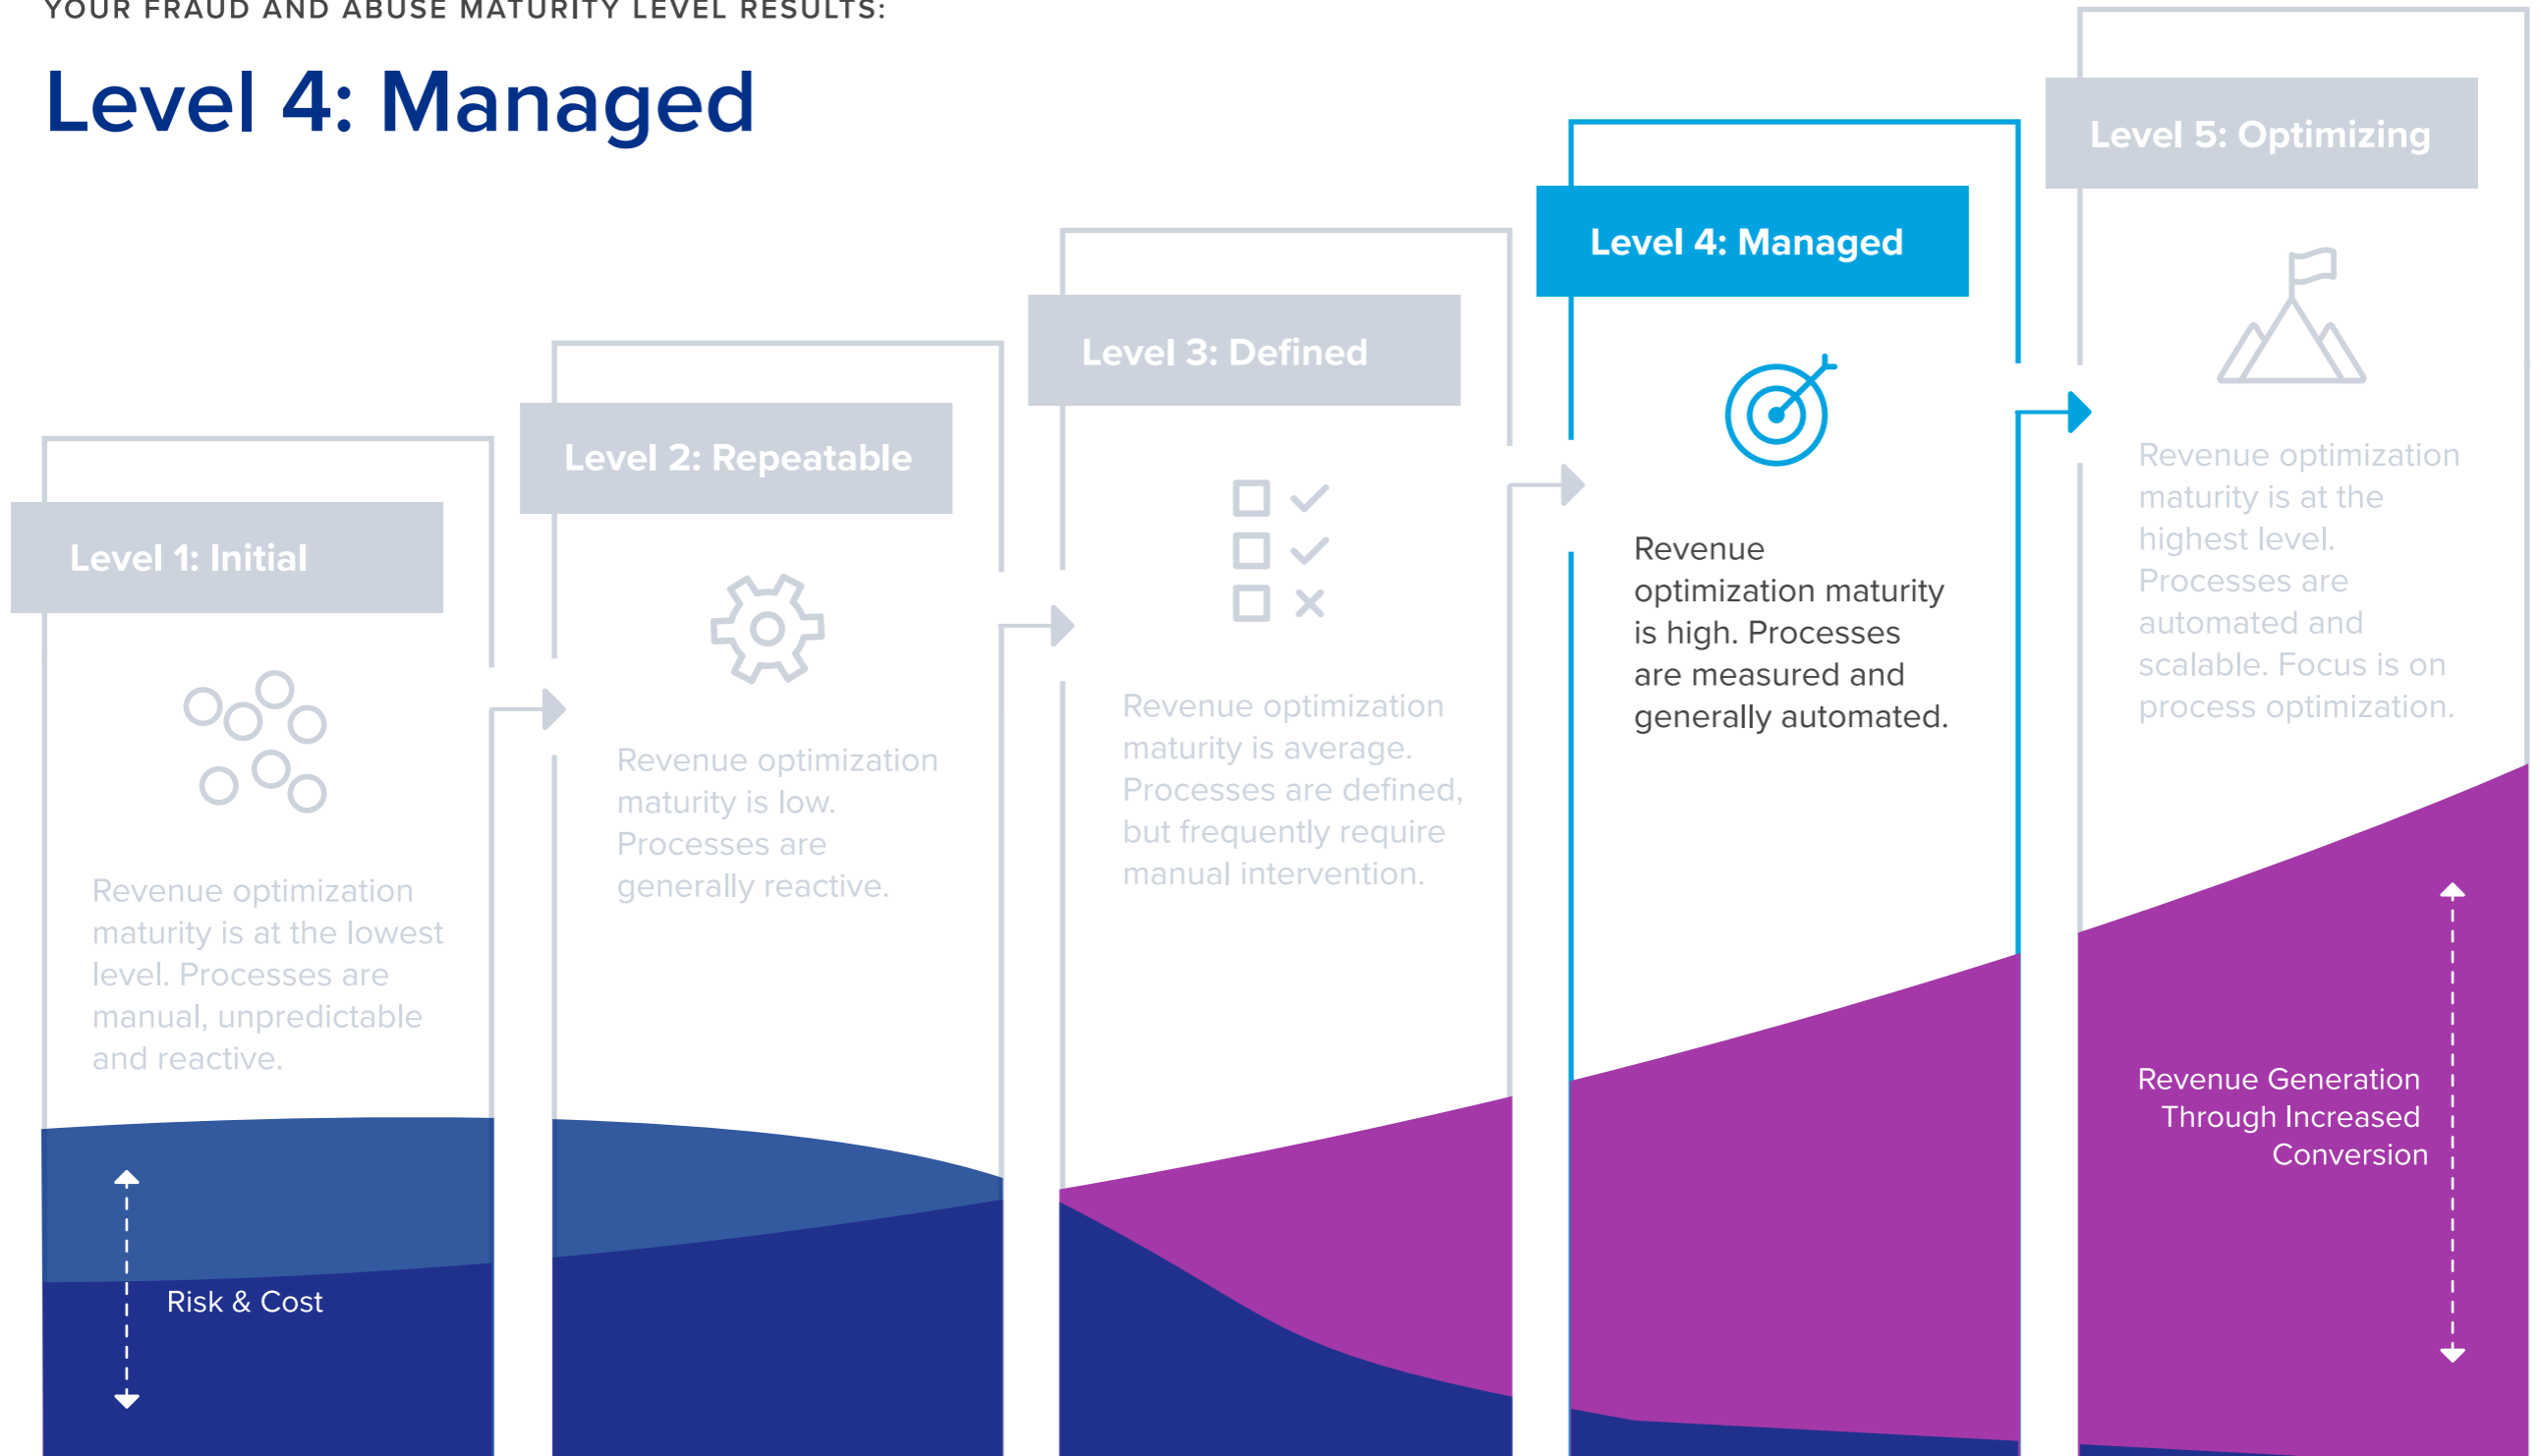 YOUR FRAUD AND ABUSE MATURITY LEVEL RESULTS:
Level 4: Managed
Level 1: Initial
Revenue optimization
maturity is at the lowest
level. Processes are
manual, unpredictable
and reactive.
Level 2: Repeatable
Revenue optimization
maturity is low.
Processes are
generally reactive.
Level 3: Defined
Revenue optimization
maturity is average.
Processes are defined,
but frequently require
manual intervention.
Level 4: Managed
Revenue
optimization maturity
is high. Processes
are measured and
generally automated.
Level 5: Optimizing
Revenue optimization
maturity is at the
highest level.
Processes are
automated and
scalable. Focus is on
process optimization.
Risk & Cost
Revenue Generation
Through Increased
Conversion